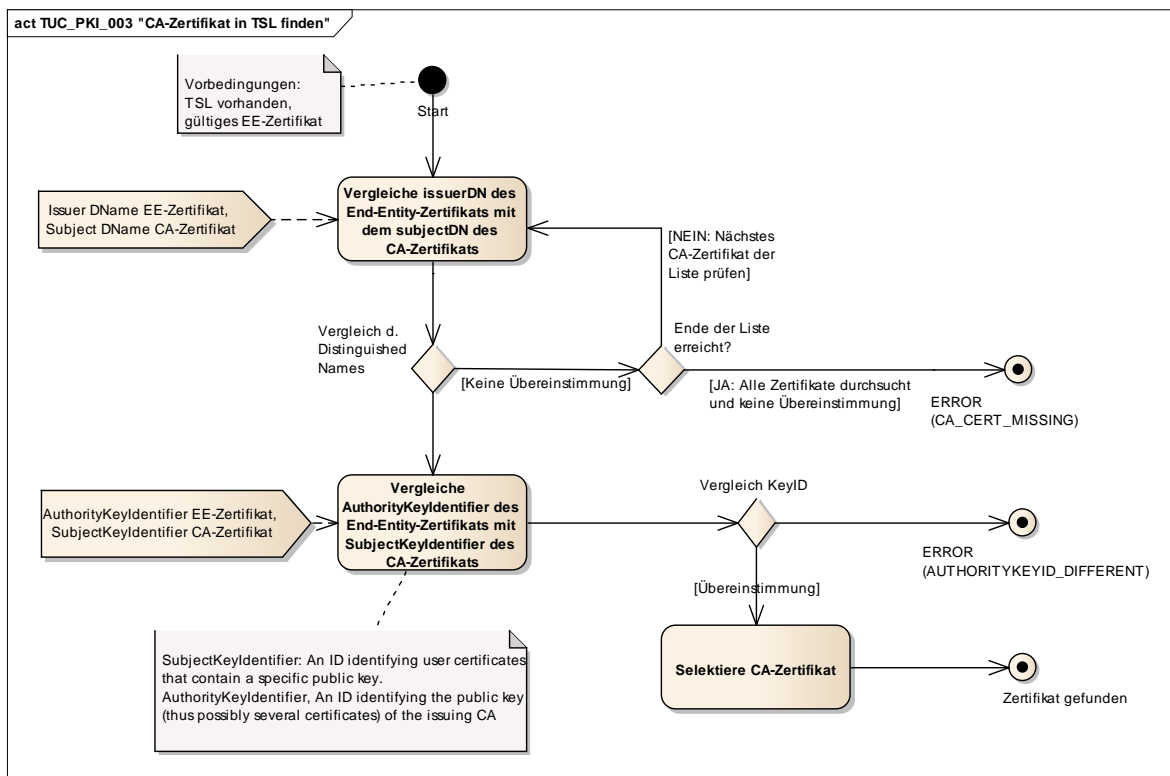 act TUC_PKI_003 "CA-Zertifikat in TSL finden"
Vorbedingungen:
TSL vorhanden,
gültiges EE-Zertifikat
Start
Issuer DName EE-Zertifikat,
Subject DName CA-Zertifikat
Vergleiche issuerDN des
End-Entity-Zertifikats mit
dem subjectDN des
CA-Zertifikats
[NEIN: Nächstes
CA-Zertifikat der
Liste prüfen]
Vergleich d.
Distinguished
Names
[Keine Übereinstimmung]
Ende der Liste
erreicht?
[JA: Alle Zertifikate durchsucht
und keine Übereinstimmung]
ERROR
(CA_CERT_MISSING)
AuthorityKeyIdentifier EE-Zertifikat,
SubjectKeyIdentifier CA-Zertifikat
Vergleiche
AuthorityKeyIdentifier des
End-Entity-Zertifikats mit
SubjectKeyIdentifier des
CA-Zertifikats
Vergleich KeyID
ERROR
(AUTHORITYKEYID_DIFFERENT)
[Übereinstimmung]
Selektiere CA-Zertifikat
Zertifikat gefunden
SubjectKeyIdentifier: An ID identifying user certificates
that contain a specific public key.
AuthorityKeyIdentifier, An ID identifying the public key
(thus possibly several certificates) of the issuing CA